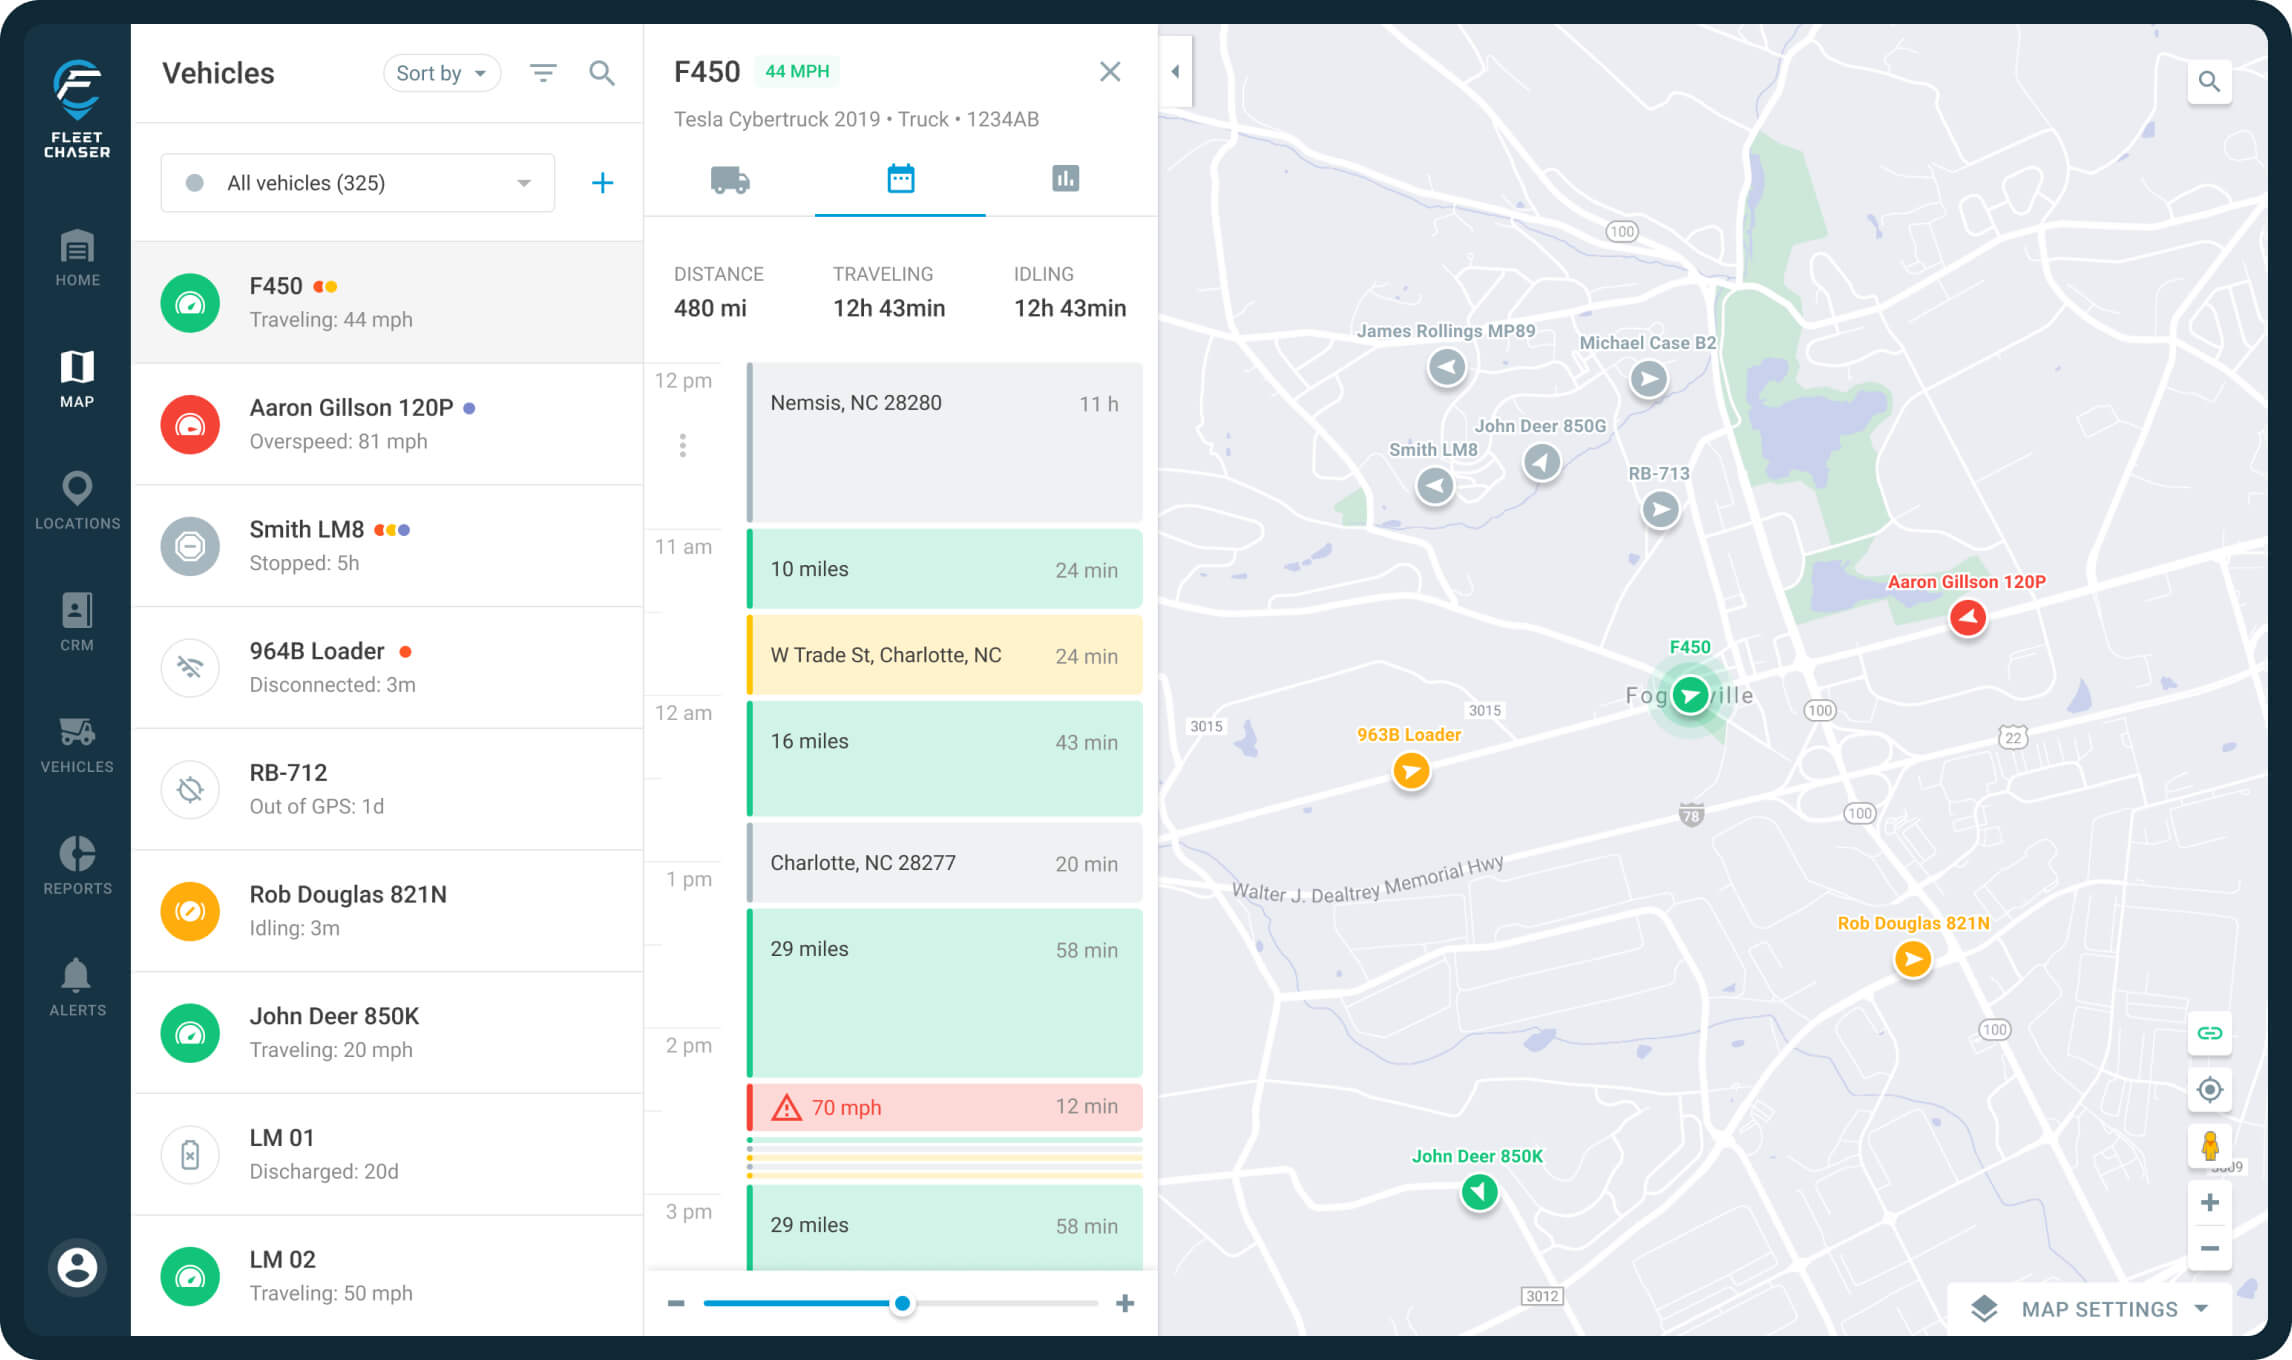 FLEET
CHASER
HOME
MAP
LOCATIONS
CRM
VEHICLES
REPORTS
ALERTS
Vehicles
Sort by
All vehicles (325)
F450
Traveling: 44 mph
Aaron Gillson 120P
Overspeed: 81 mph
Smith LM8
Stopped: 5h
964B Loader
Disconnected: 3m
RB-712
Out of GPS: 1d
Rob Douglas 821N
Idling: 3m
John Deer 850K
Traveling: 20 mph
LM 01
Discharged: 20d
LM 02
Traveling: 50 mph
F450 44 MPH
Tesla Cybertruck 2019 • Truck • 1234AB
DISTANCE TRAVELING IDLING
480 mi 12h 43min 12h 43min
12 pm
Nemsis, NC 28280 11 h
11 am
10 miles 24 min
W Trade St, Charlotte, NC 24 min
12 am
16 miles 43 min
Charlotte, NC 28277 20 min
1 pm
29 miles 58 min
2 pm
70 mph 12 min
3 pm
29 miles 58 min
100
James Rollings MP89
Michael Case B2
John Deer 850G
Smith LM8
RB-713
Aaron Gillson 120P
F450
3015
3015
100
22
963B Loader
78
100
Walter J. Dealtrey Memorial Hwy
Rob Douglas 821N
100
John Deer 850K
3012
MAP SETTINGS